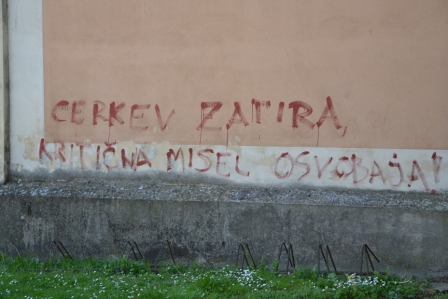 CERKEV ZATIRA,
KRITIČNA MISEL OSVOBAJA!